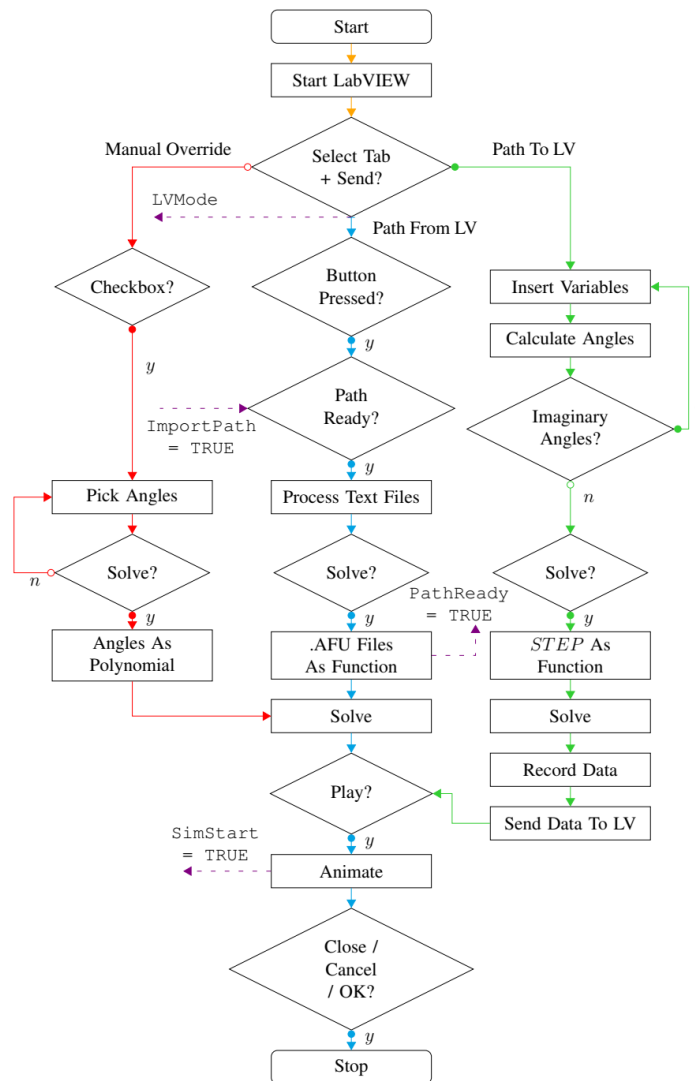 Start
Start LabVIEW
Manual Override
Select Tab
+ Send?
Path To LV
LVMode
Path From LV
Checkbox?
Button
Pressed?
Insert Variables
y
y
Calculate Angles
ImportPath
= TRUE
Path
Ready?
Imaginary
Angles?
y
n
Pick Angles
Process Text Files
n
Solve?
Solve?
Solve?
PathReady
= TRUE
y
y
y
Angles As
Polynomial
.AFU Files
As Function
STEP As
Function
Solve
Solve
Record Data
Play?
Send Data To LV
SimStart
= TRUE
y
Animate
Close /
Cancel
/ OK?
y
Stop